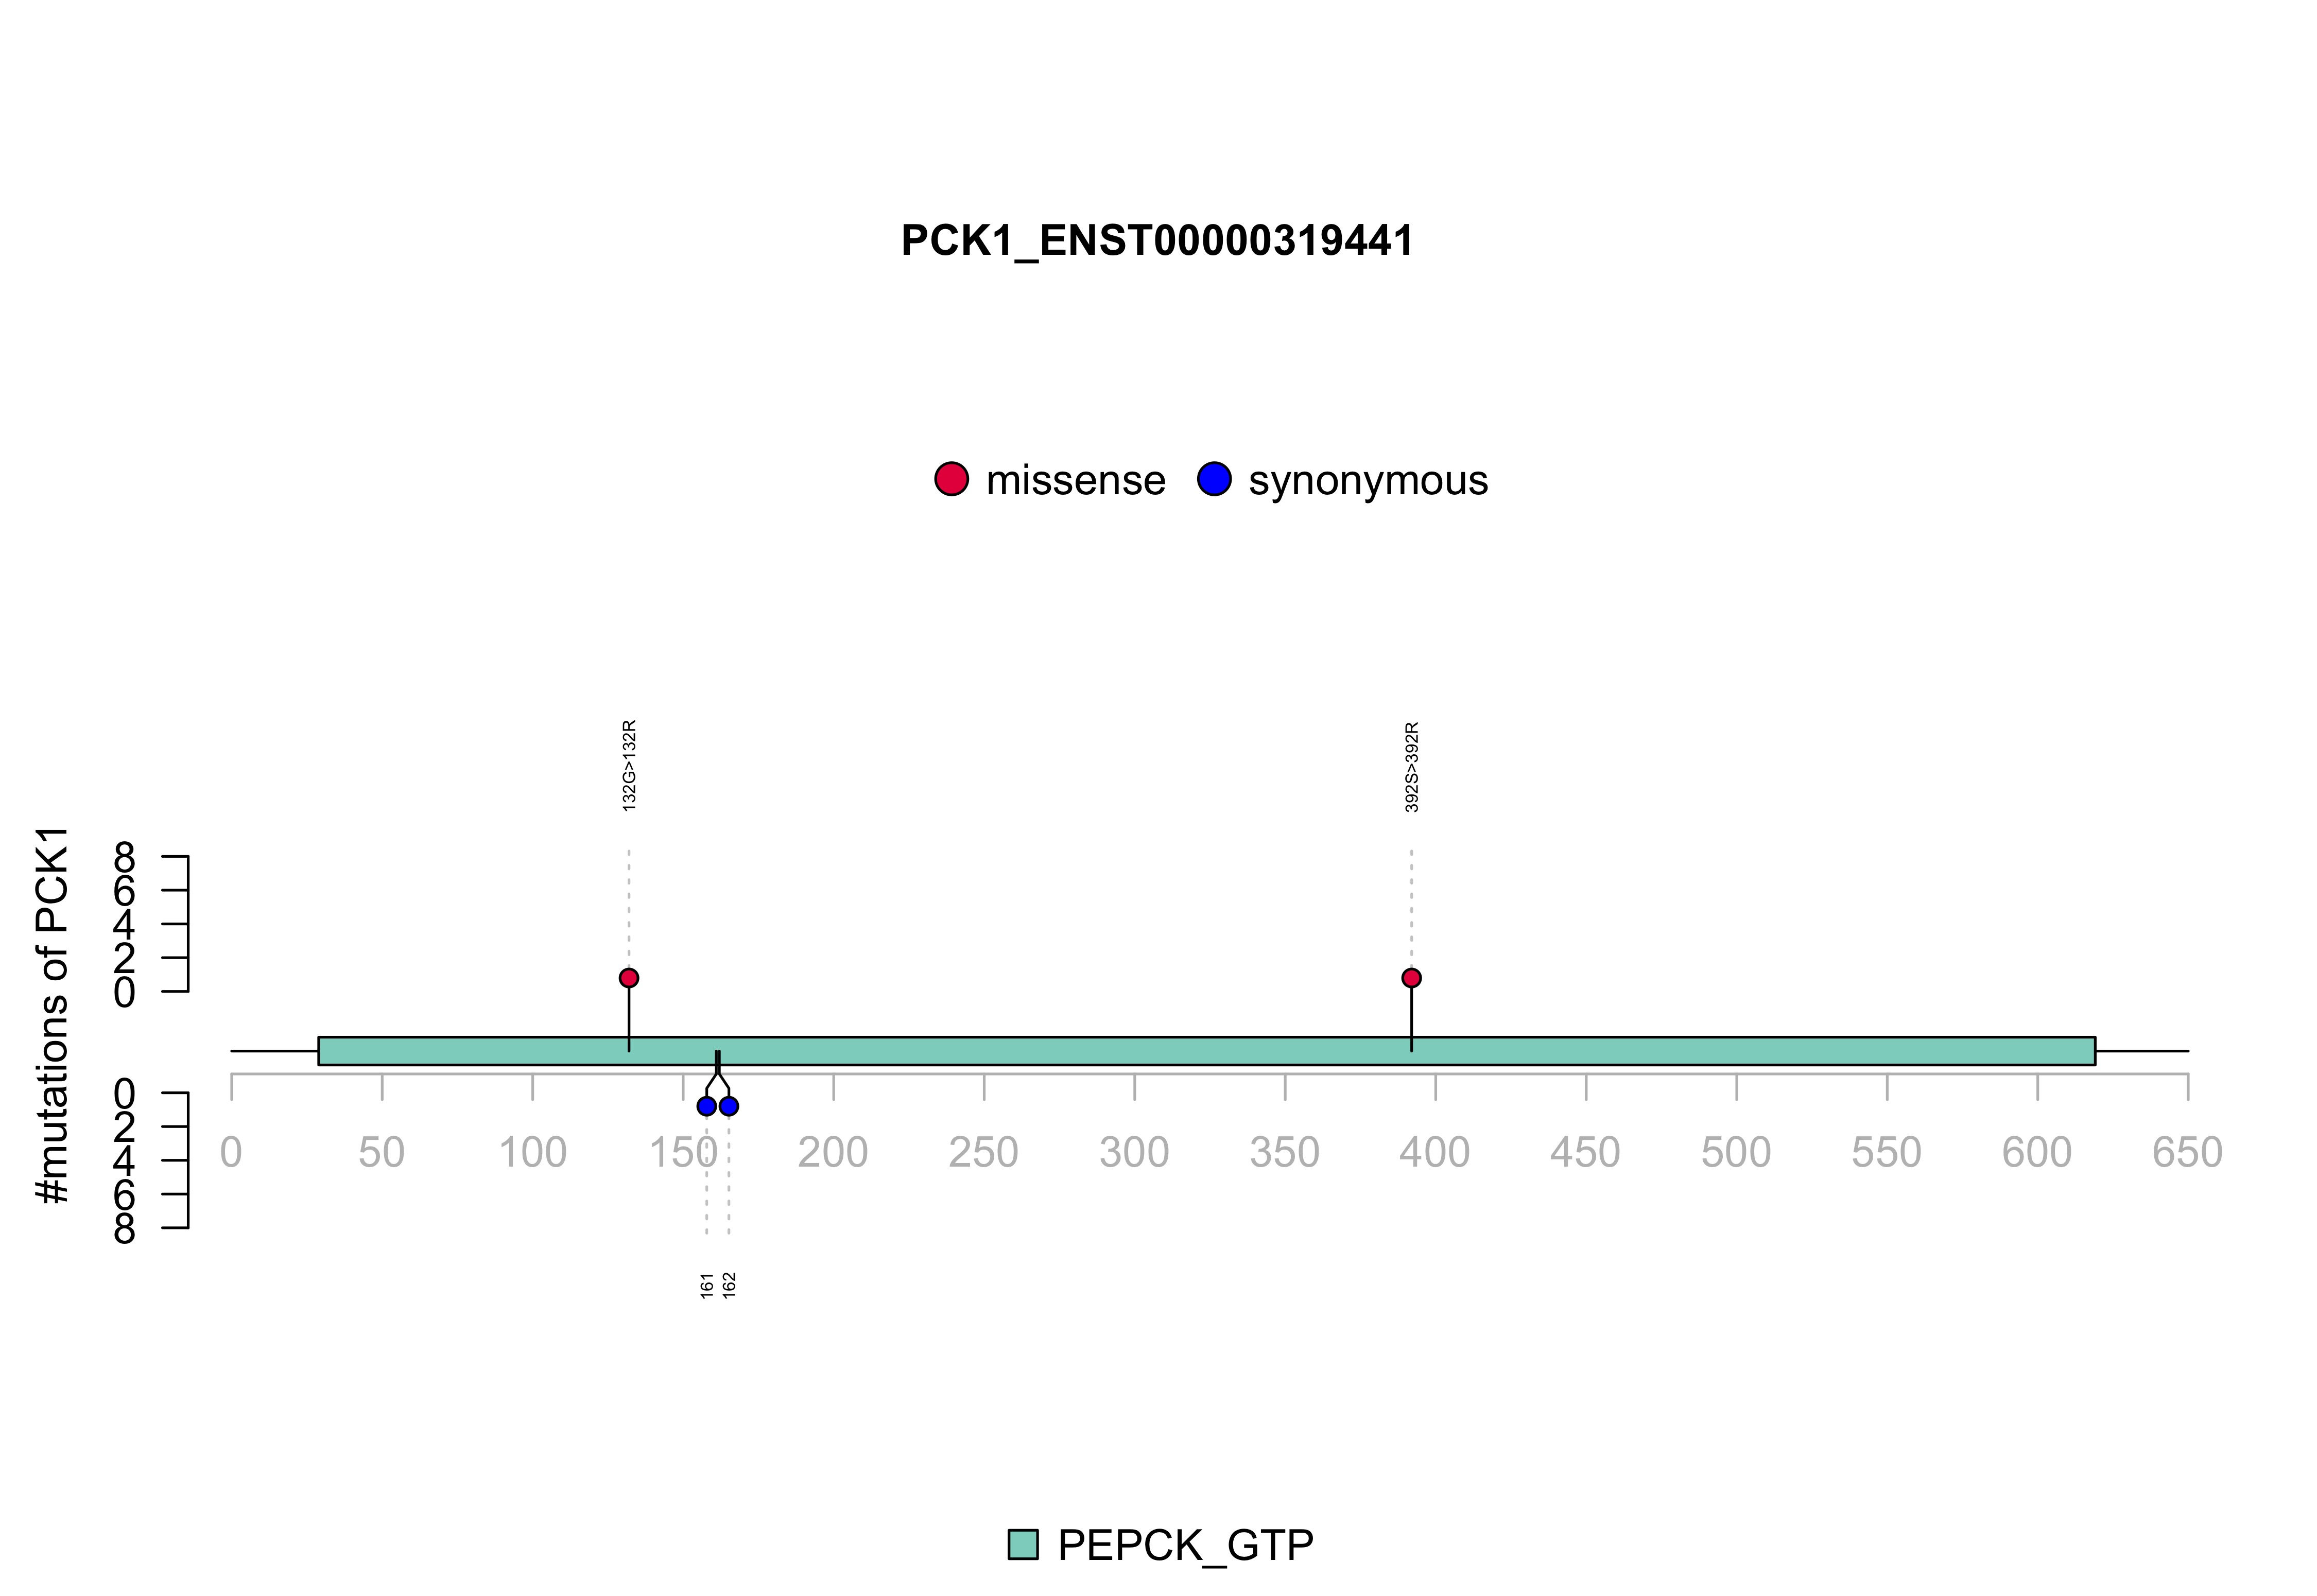 PCK1_ENST00000319441
missense synonymous
132G>132R
392S>392R
#mutations of PCK1
8
6
4
2
0
0
2
4
6
8
0 50 100 150 200 250 300 350 400 450 500 550 600 650
161
162
PEPCK_GTP